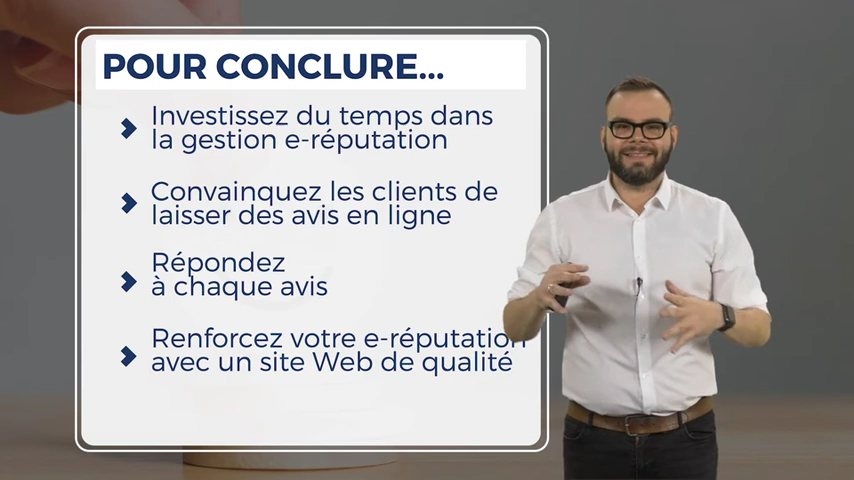 POUR CONCLURE...
Investissez du temps dans
la gestion e-réputation
Convainquez les clients de
laisser des avis en ligne
Répondez
à chaque avis
Renforcez votre e-réputation
avec un site Web de qualité